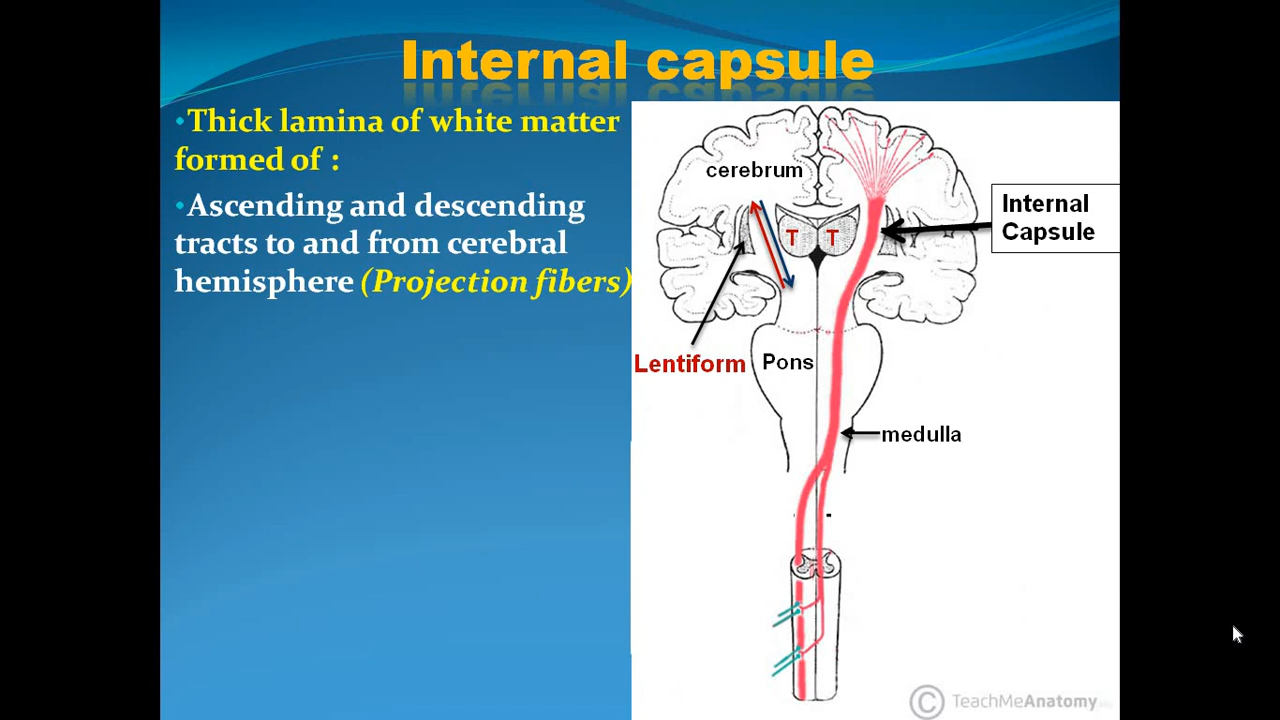 Internal capsule
•Thick lamina of white matter
formed of :
•Ascending and descending
tracts to and from cerebral
hemisphere (Projection fibers)
cerebrum
Internal
Capsule
T T
Lentiform
Pons
medulla
© TeachMeAnatomy